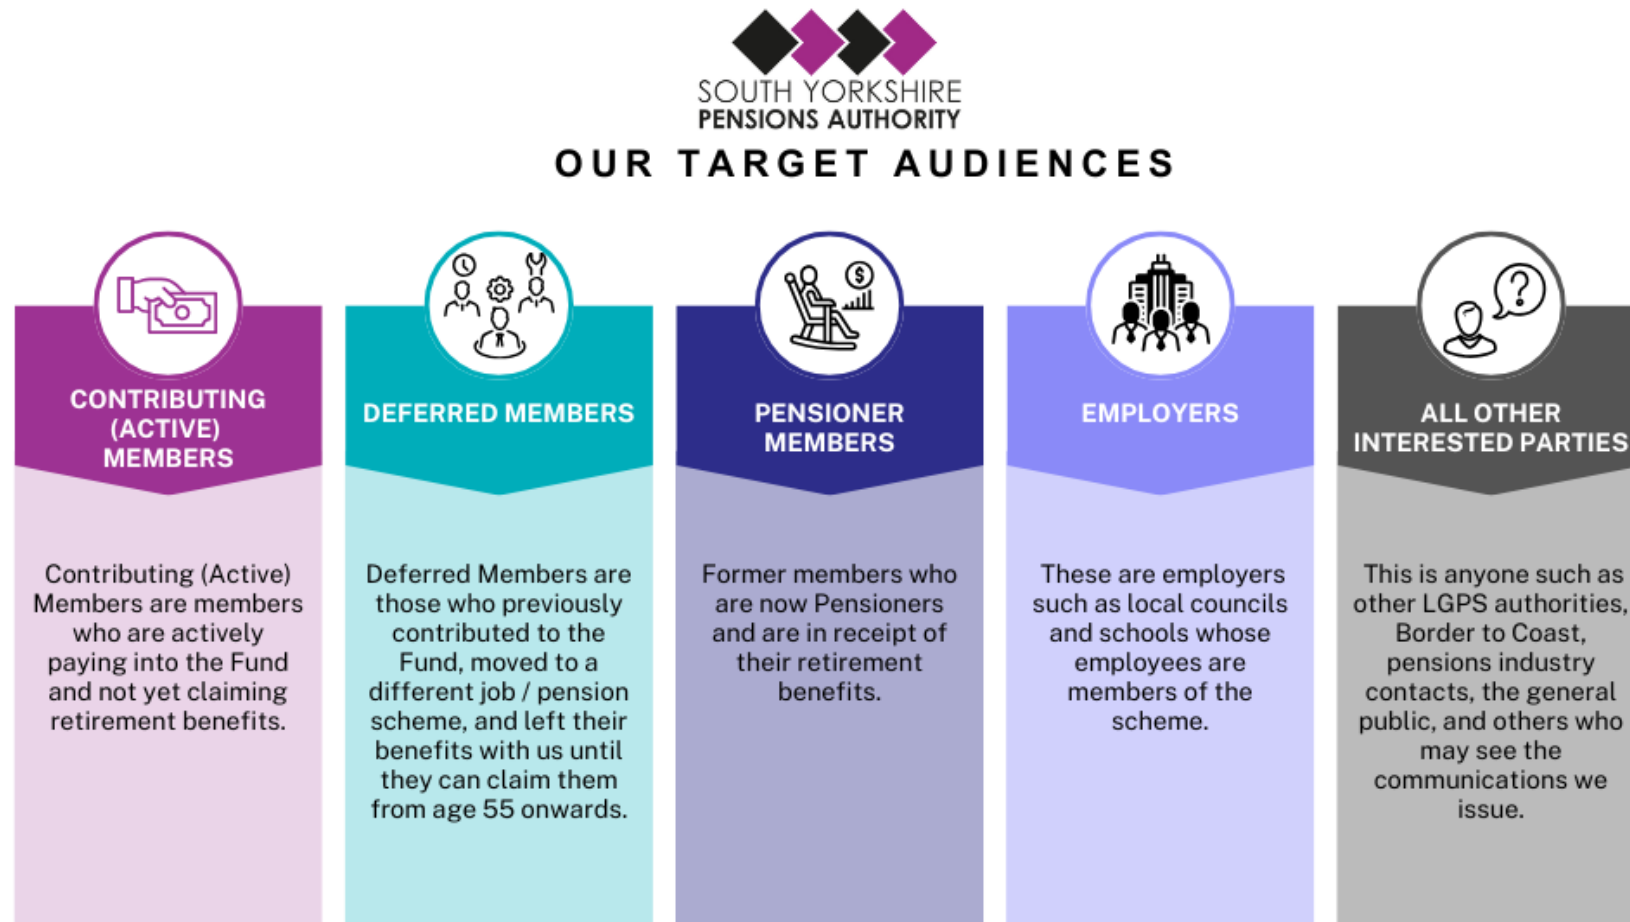 SOUTH YORKSHIRE
PENSIONS AUTHORITY
OUR TARGET AUDIENCES
CONTRIBUTING
(ACTIVE)
MEMBERS
Contributing (Active)
Members are members
who are actively
paying into the Fund
and not yet claiming
retirement benefits.
DEFERRED MEMBERS
Deferred Members are
those who previously
contributed to the
Fund, moved to a
different job / pension
scheme, and left their
benefits with us until
they can claim them
from age 55 onwards.
$
PENSIONER
MEMBERS
Former members who
are now Pensioners
and are in receipt of
their retirement
benefits.
EMPLOYERS
These are employers
such as local councils
and schools whose
employees are
members of the
scheme.
?
ALL OTHER
INTERESTED PARTIES
This is anyone such as
other LGPS authorities,
Border to Coast,
pensions industry
contacts, the general
public, and others who
may see the
communications we
issue.